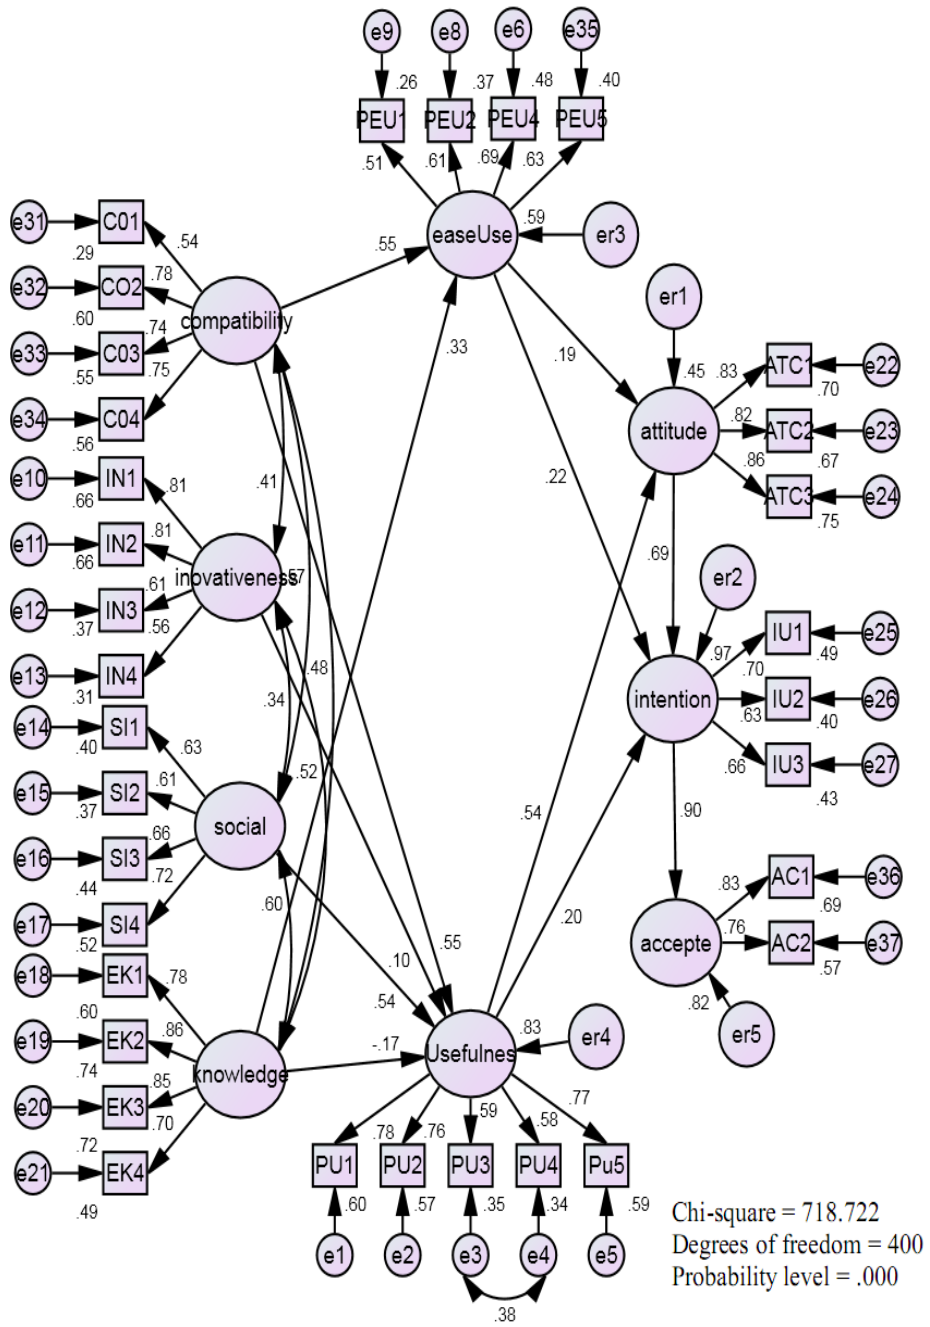 e9 e8 e6 e35
.26 .37 .48 .40
PEU1 PEU2 PEU4 PEU5
.51 .61 .69 .63
easeUse .59 er3
e31 C01
.29 .54
e32 CO2
.60 .78
e33 C03
.55 .74
e34 C04
.56 .75
compatibility
.55
.33
.19
.22
er1
.45
attitude
.83 ATC1 e22
.70
.82 ATC2 e23
.67
.86 ATC3 e24
.75
e10 IN1
.66 .81
e11 IN2
.66 .81
e12 IN3
.37 .61
e13 IN4
.31 .56
inovativeness
.41
.57
.48
.34
.52
.60
.69
er2
.97
intention
.70 IU1 e25
.49
.63 IU2 e26
.40
.66 IU3 e27
.43
e14 SI1
.40 .63
e15 SI2
.37 .61
e16 SI3
.44 .66
e17 SI4
.52 .72
social
.54
.20
.90
.10
.55
.54
accepte
.83 AC1 e36
.69
.76 AC2 e37
.57
.82 er5
e18 EK1
.60 .78
e19 EK2
.74 .86
e20 EK3
.72 .85
e21 EK4
.49 .70
knowledge
-.17
Usefulnes .83 er4
.78 .76 .59 .58 .77
PU1 PU2 PU3 PU4 Pu5
.60 .57 .35 .34 .59
e1 e2 e3 e4 e5
.38
Chi-square = 718.722
Degrees of freedom = 400
Probability level = .000